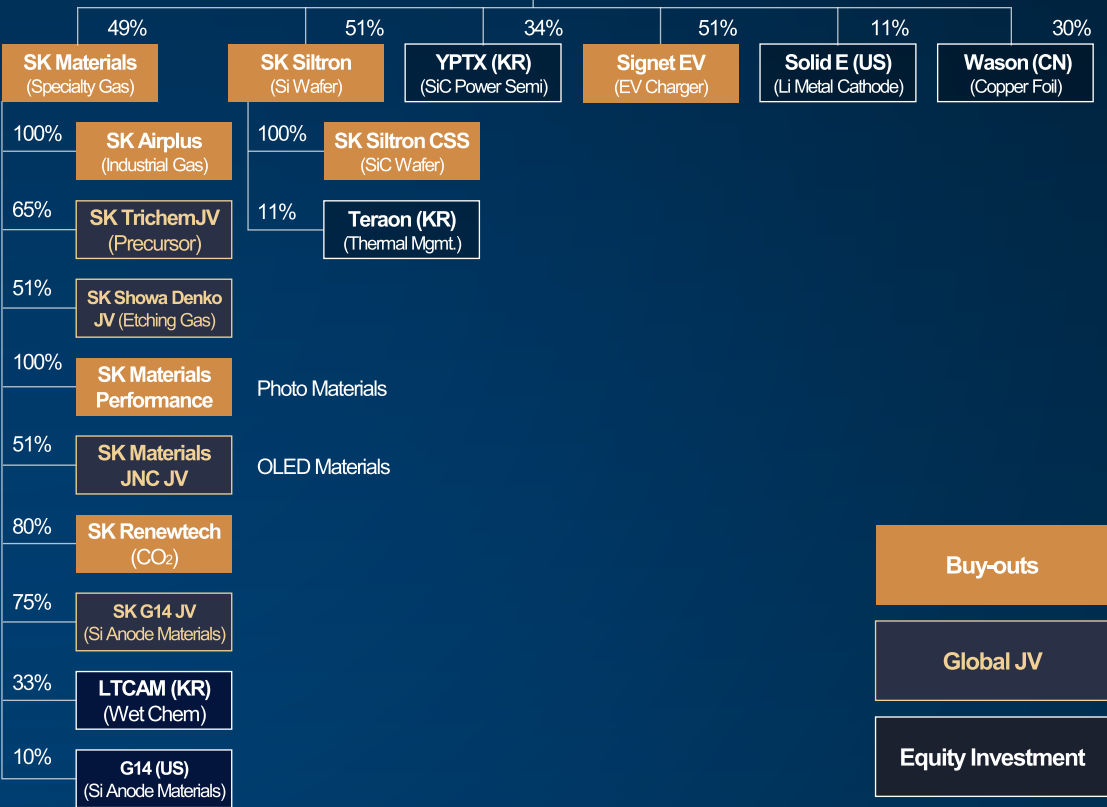 49%
51%
34%
51%
11%
30%
SK Materials
(Specialty Gas)
SK Siltron
(Si Wafer)
YPTX (KR)
(SiC Power Semi)
Signet EV
(EV Charger)
Solid E (US)
(Li Metal Cathode)
Wason (CN)
(Copper Foil)
100%
SK Airplus
(Industrial Gas)
100%
SK Siltron CSS
(SiC Wafer)
65%
SK TrichemJV
(Precursor)
11%
Teraon (KR)
(Thermal Mgmt.)
51%
SK Showa Denko
JV (Etching Gas)
100%
SK Materials
Performance
Photo Materials
51%
SK Materials
JNC JV
OLED Materials
80%
SK Renewtech
(CO₂)
75%
SK G14 JV
(Si Anode Materials)
33%
LTCAM (KR)
(Wet Chem)
10%
G14 (US)
(Si Anode Materials)
Buy-outs
Global JV
Equity Investment